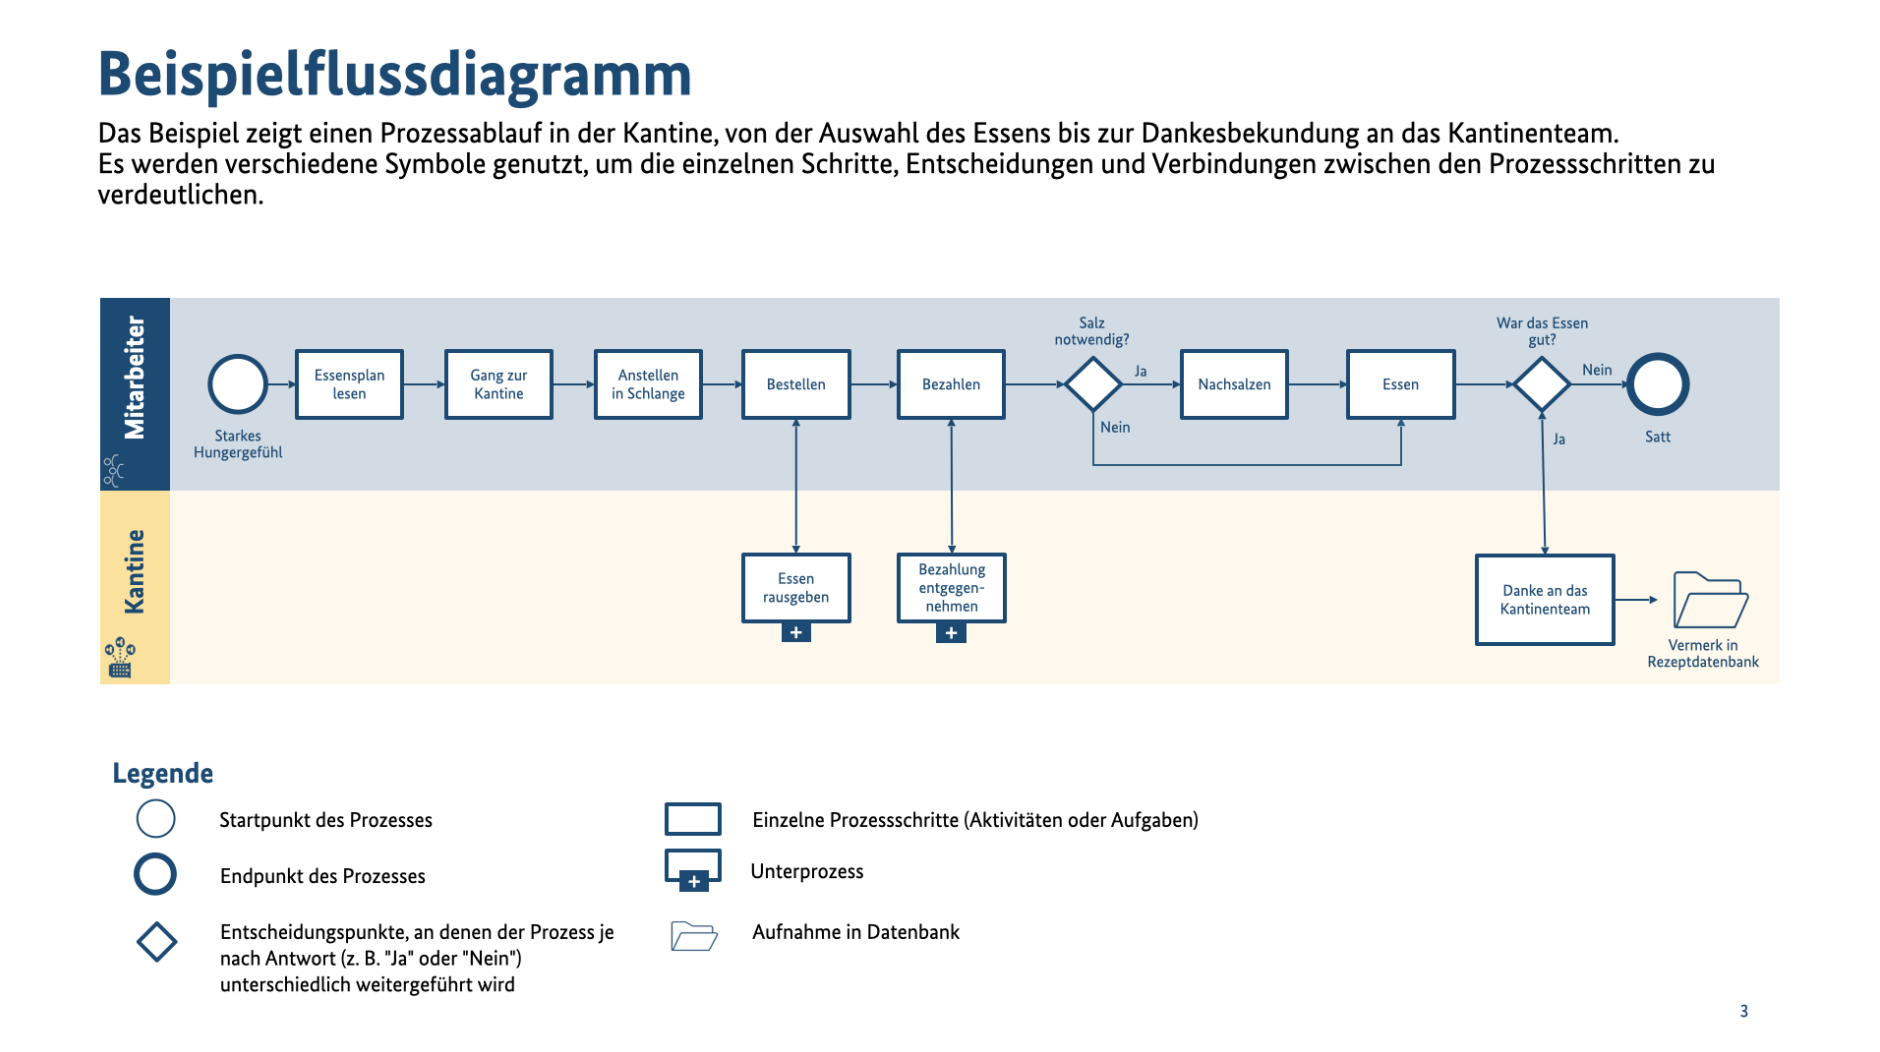 Beispielflussdiagramm
Das Beispiel zeigt einen Prozessablauf in der Kantine, von der Auswahl des Essens bis zur Dankesbekundung an das Kantinenteam.
Es werden verschiedene Symbole genutzt, um die einzelnen Schritte, Entscheidungen und Verbindungen zwischen den Prozessschritten zu
verdeutlichen.
Mitarbeiter
Starkes
Hungergefühl
Essensplan
lesen
Gang zur
Kantine
Anstellen
in Schlange
Bestellen
Bezahlen
Salz
notwendig?
Ja
Nein
Nachsalzen
Essen
War das Essen
gut?
Nein
Ja
Satt
Kantine
Essen
rausgeben
+
Bezahlung
entgegen-
nehmen
+
Danke an das
Kantinenteam
Vermerk in
Rezeptdatenbank
Legende
Startpunkt des Prozesses
Endpunkt des Prozesses
Entscheidungspunkte, an denen der Prozess je
nach Antwort (z. B. "Ja" oder "Nein")
unterschiedlich weitergeführt wird
Einzelne Prozessschritte (Aktivitäten oder Aufgaben)
+
Unterprozess
Aufnahme in Datenbank
3